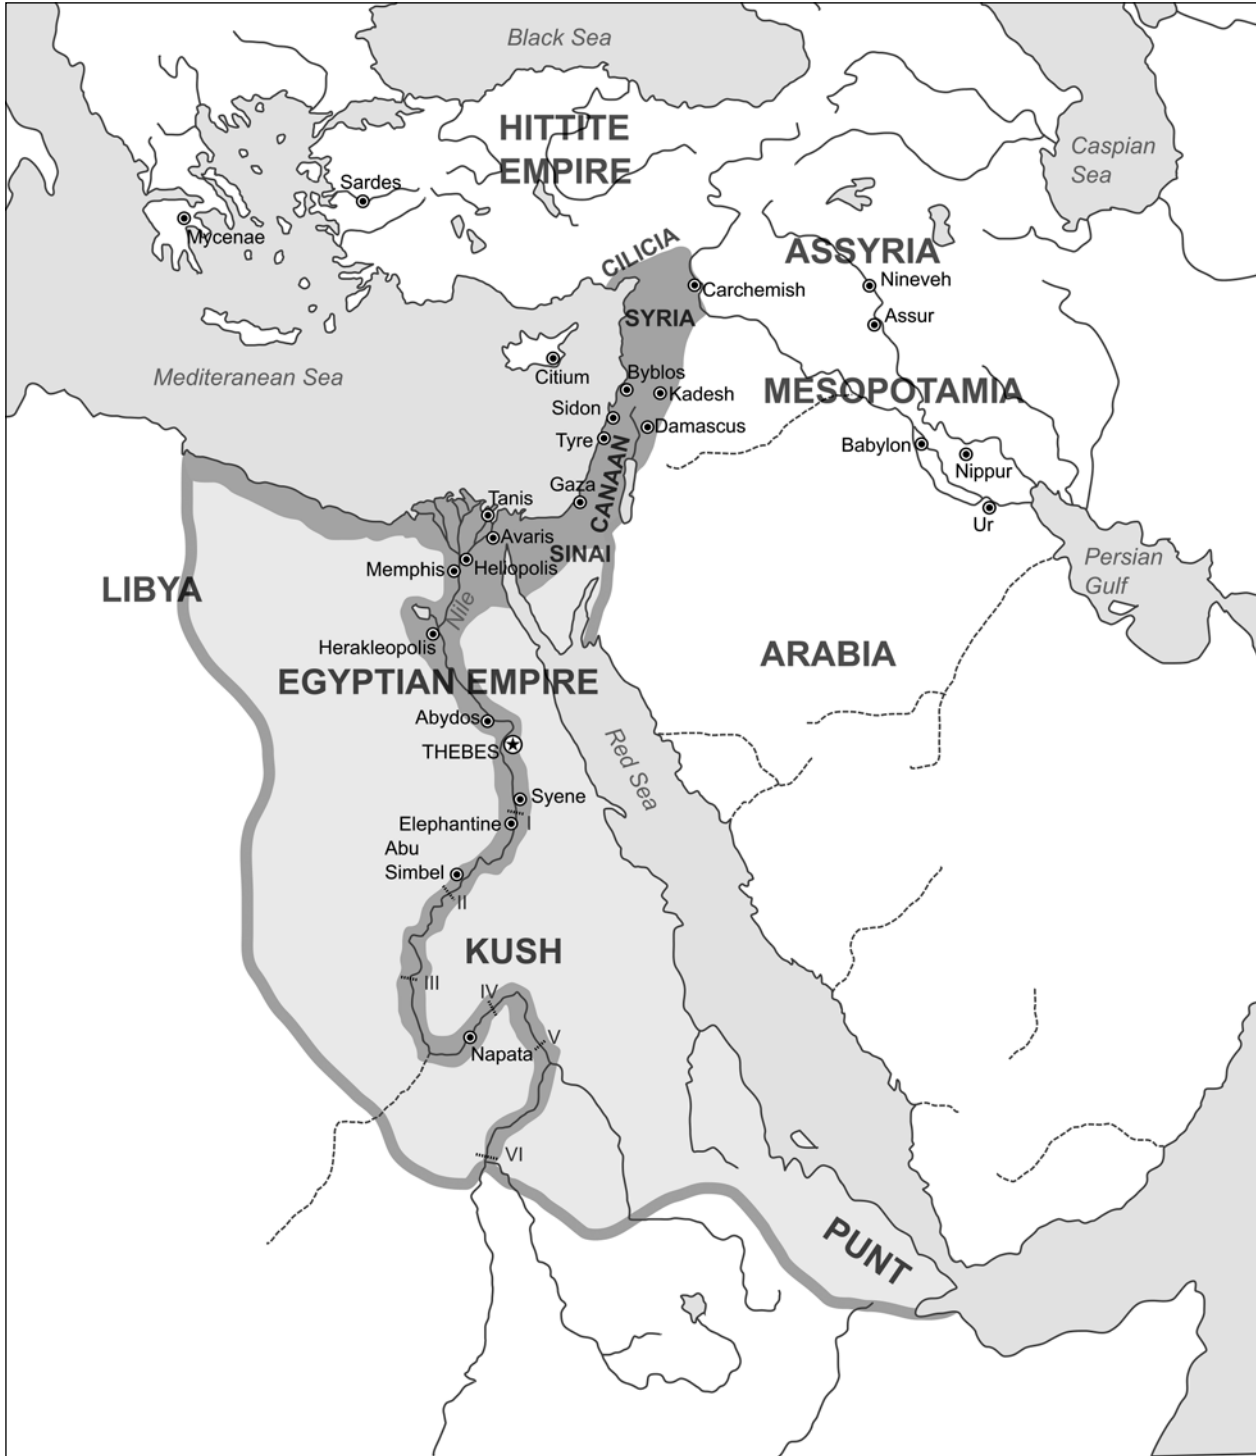 Black Sea
HITTITE
EMPIRE
Caspian
Sea
Sardes
Mycenae
CILICIA
ASSYRIA
Nineveh
Carchemish
SYRIA
Assur
Mediteranean Sea
Citium
Byblos
Kadesh
MESOPOTAMIA
Sidon
Damascus
Tyre
Babylon
Nippur
CANAAN
Gaza
Tanis
Ur
Avaris
SINAI
Persian
Gulf
Heliopolis
Memphis
LIBYA
Nile
Herakleopolis
ARABIA
EGYPTIAN EMPIRE
Abydos
THEBES
Red Sea
Syene
Elephantine
I
Abu
Simbel
II
KUSH
III
IV
V
Napata
VI
PUNT